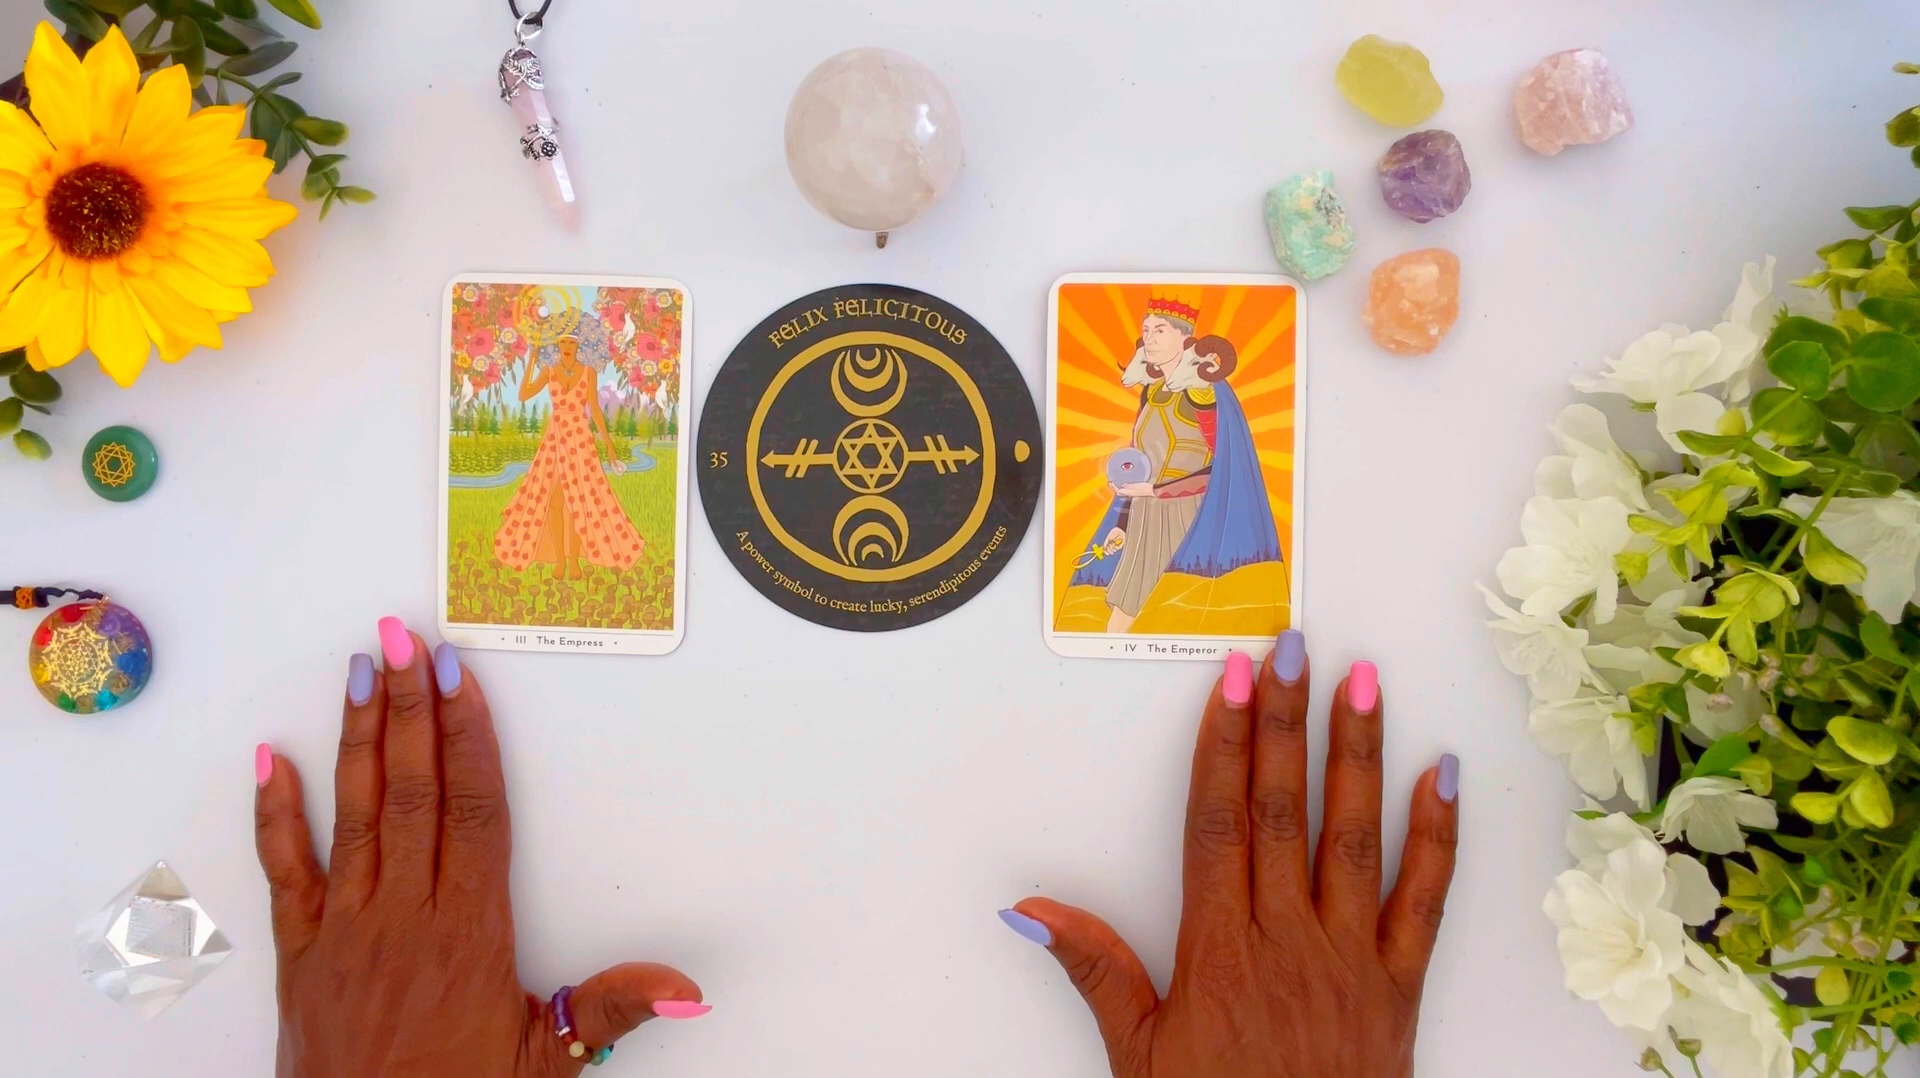 FELIX FELICITOUS
35
A power symbol to create lucky, serendipitous events
• III The Empress •
• IV The Emperor •